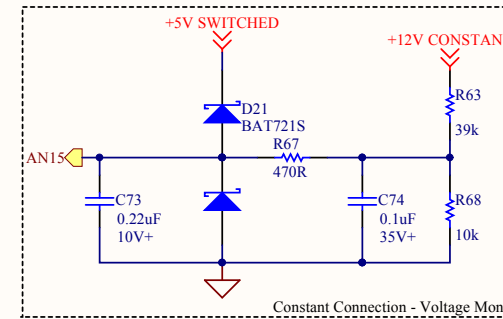 +5V SWITCHED
+12V CONSTAN
R63
39k
D21
BAT721S
R67
470R
AN15
C73
0.22uF
10V+
C74
0.1uF
35V+
R68
10k
Constant Connection - Voltage Mon